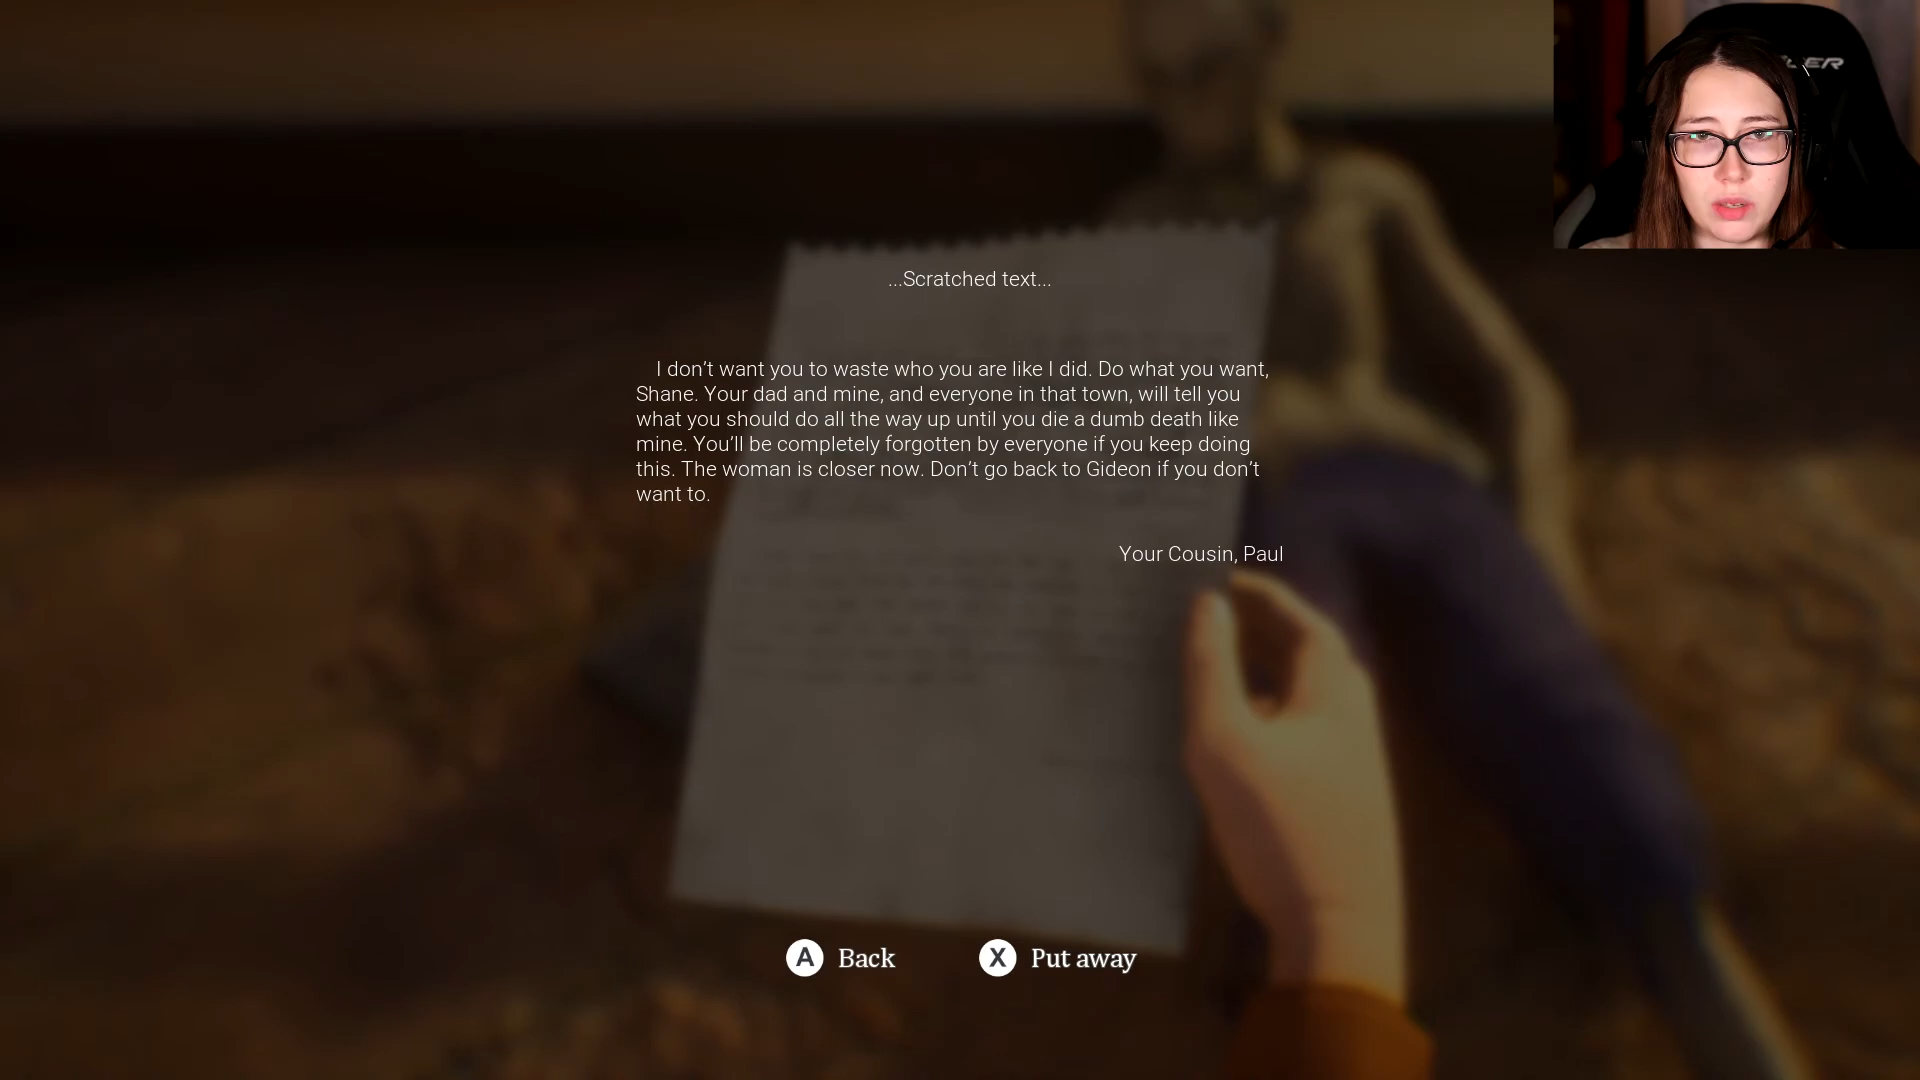 ...Scratched text...
I don’t want you to waste who you are like I did. Do what you want,
Shane. Your dad and mine, and everyone in that town, will tell you
what you should do all the way up until you die a dumb death like
mine. You’ll be completely forgotten by everyone if you keep doing
this. The woman is closer now. Don’t go back to Gideon if you don’t
want to.
Your Cousin, Paul
A Back X Put away